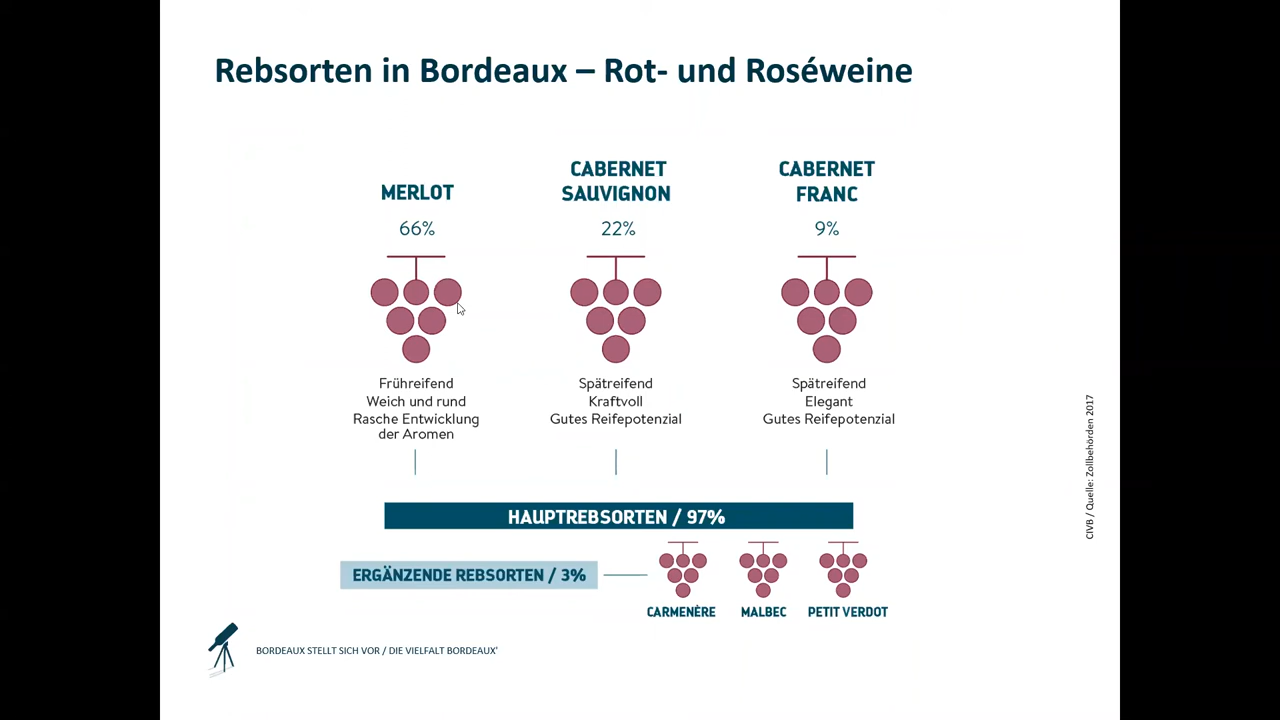 Rebsorten in Bordeaux – Rot- und Roséweine
MERLOT
66%
Frühreifend
Weich und rund
Rasche Entwicklung
der Aromen
CABERNET
SAUVIGNON
22%
Spätreifend
Kraftvoll
Gutes Reifepotenzial
CABERNET
FRANC
9%
Spätreifend
Elegant
Gutes Reifepotenzial
HAUPTREBSORTEN / 97%
ERGÄNZENDE REBSORTEN / 3%
CARMENÈRE
MALBEC
PETIT VERDOT
BORDEAUX STELLT SICH VOR / DIE VIELFALT BORDEAUX'
CIVB / Quelle: Zollbehörden 2017